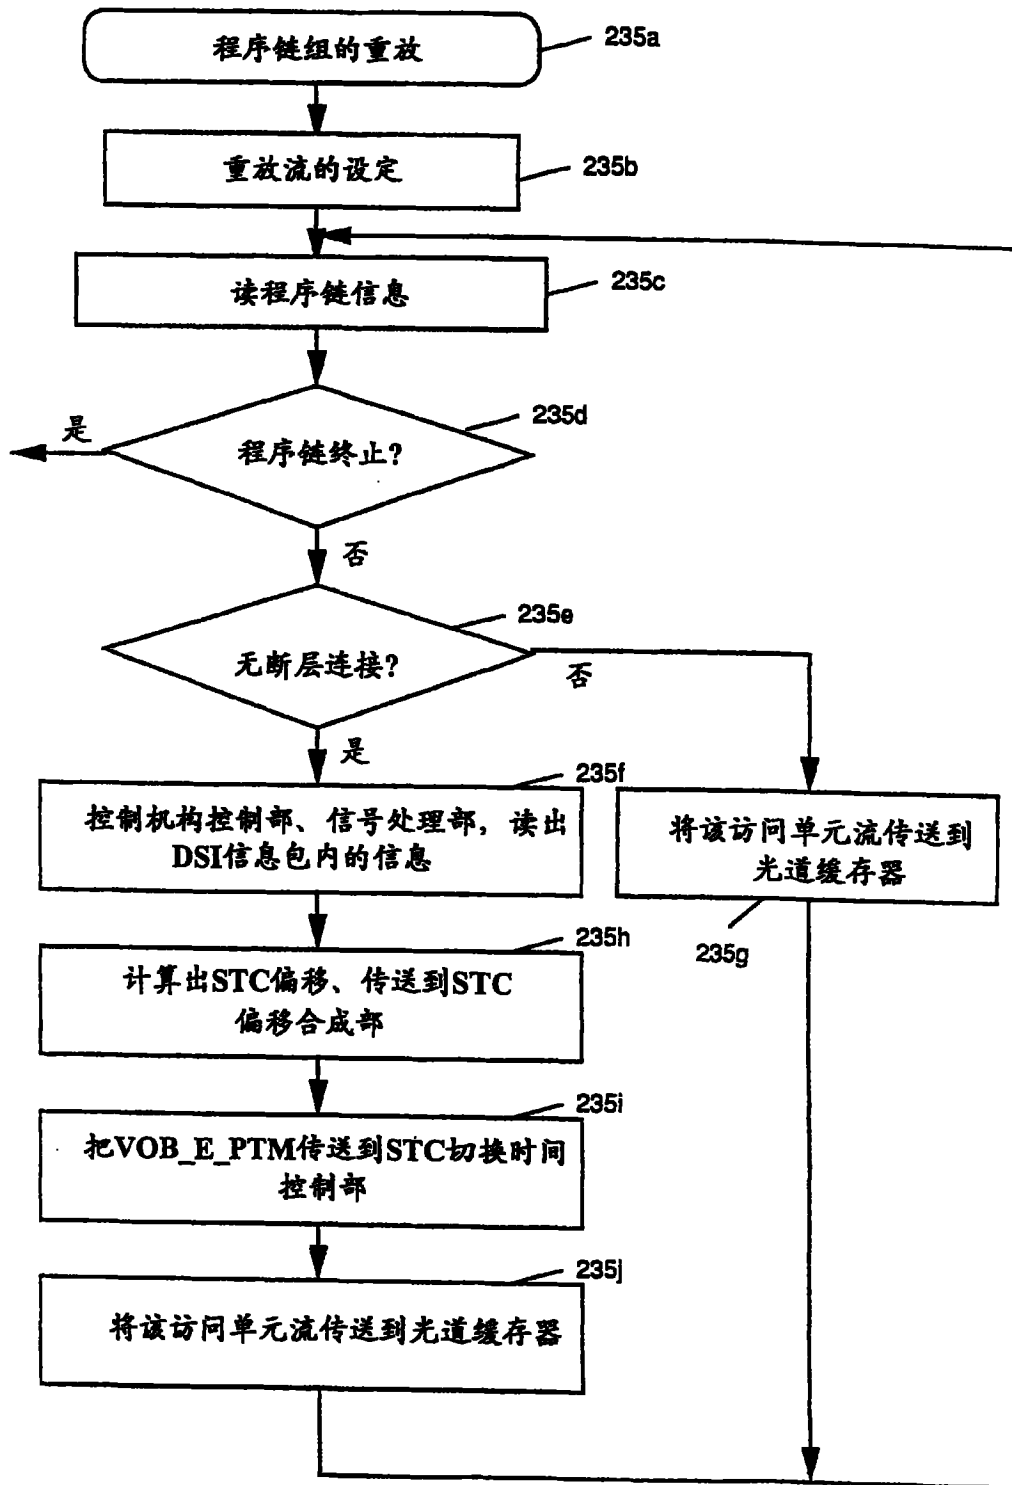 程序链组的重放
235a
重放流的设定
235b
读程序链信息
235c
程序链终止?
235d
是
否
无断层连接?
235e
否
是
控制机构控制部、信号处理部，读出
DSI信息包内的信息
235f
将该访问单元流传送到
光道缓存器
235g
计算出STC偏移、传送到STC
偏移合成部
235h
把VOB_E_PTM传送到STC切换时间
控制部
235i
将该访问单元流传送到光道缓存器
235j